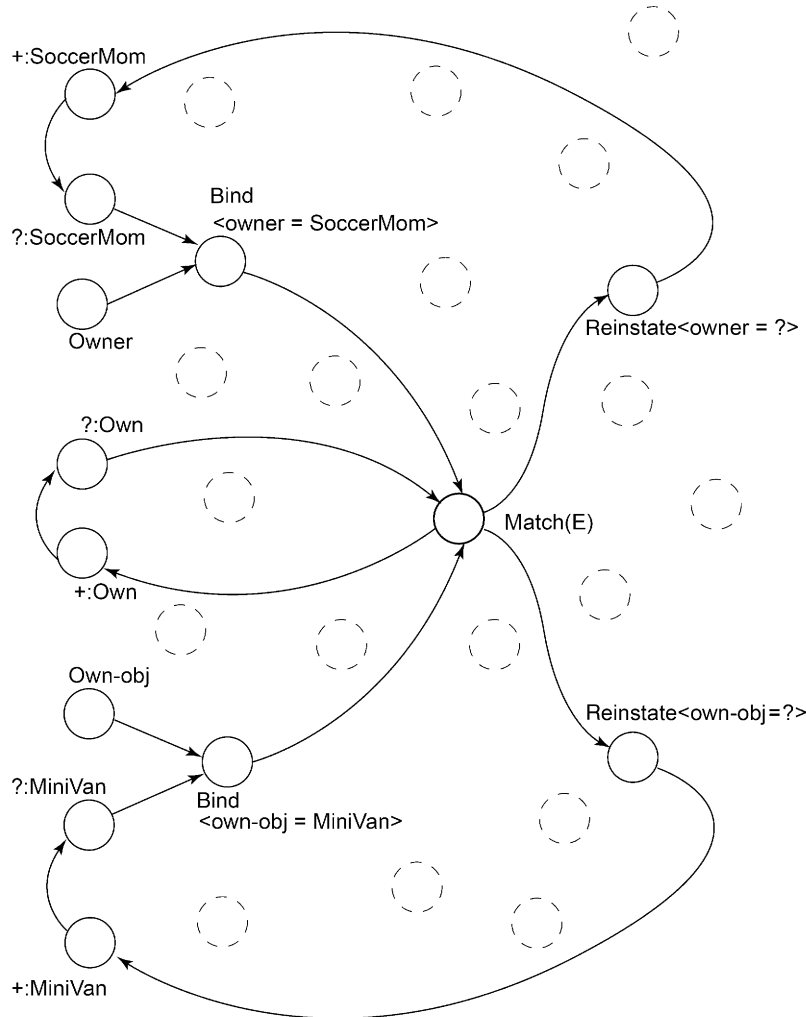 +:SoccerMom
Bind
<owner = SoccerMom>
?:SoccerMom
Owner
Reinstate<owner = ?>
?:Own
Match(E)
+:Own
Own-obj
Reinstate<own-obj=?>
?:MiniVan
Bind
<own-obj = MiniVan>
+:MiniVan